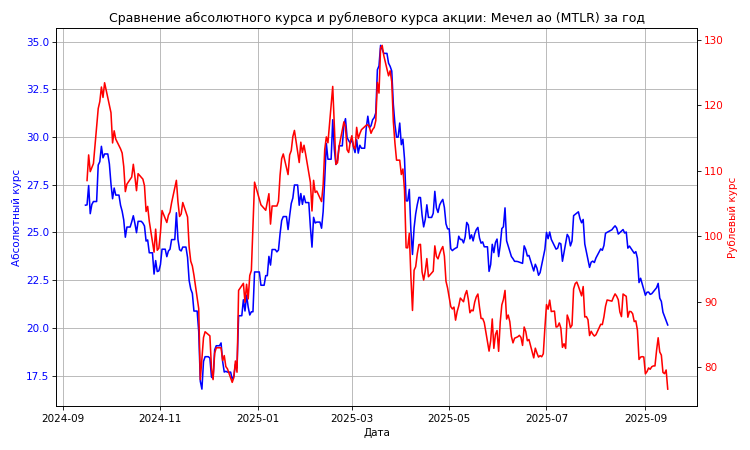 Сравнение абсолютного курса и рублевого курса акции: Мечел ао (MTLR) за год
35.0
32.5
30.0
27.5
25.0
22.5
20.0
17.5
Абсолютный курс
130
120
110
100
90
80
Рублевый курс
2024-09 2024-11 2025-01 2025-03 2025-05 2025-07 2025-09
Дата